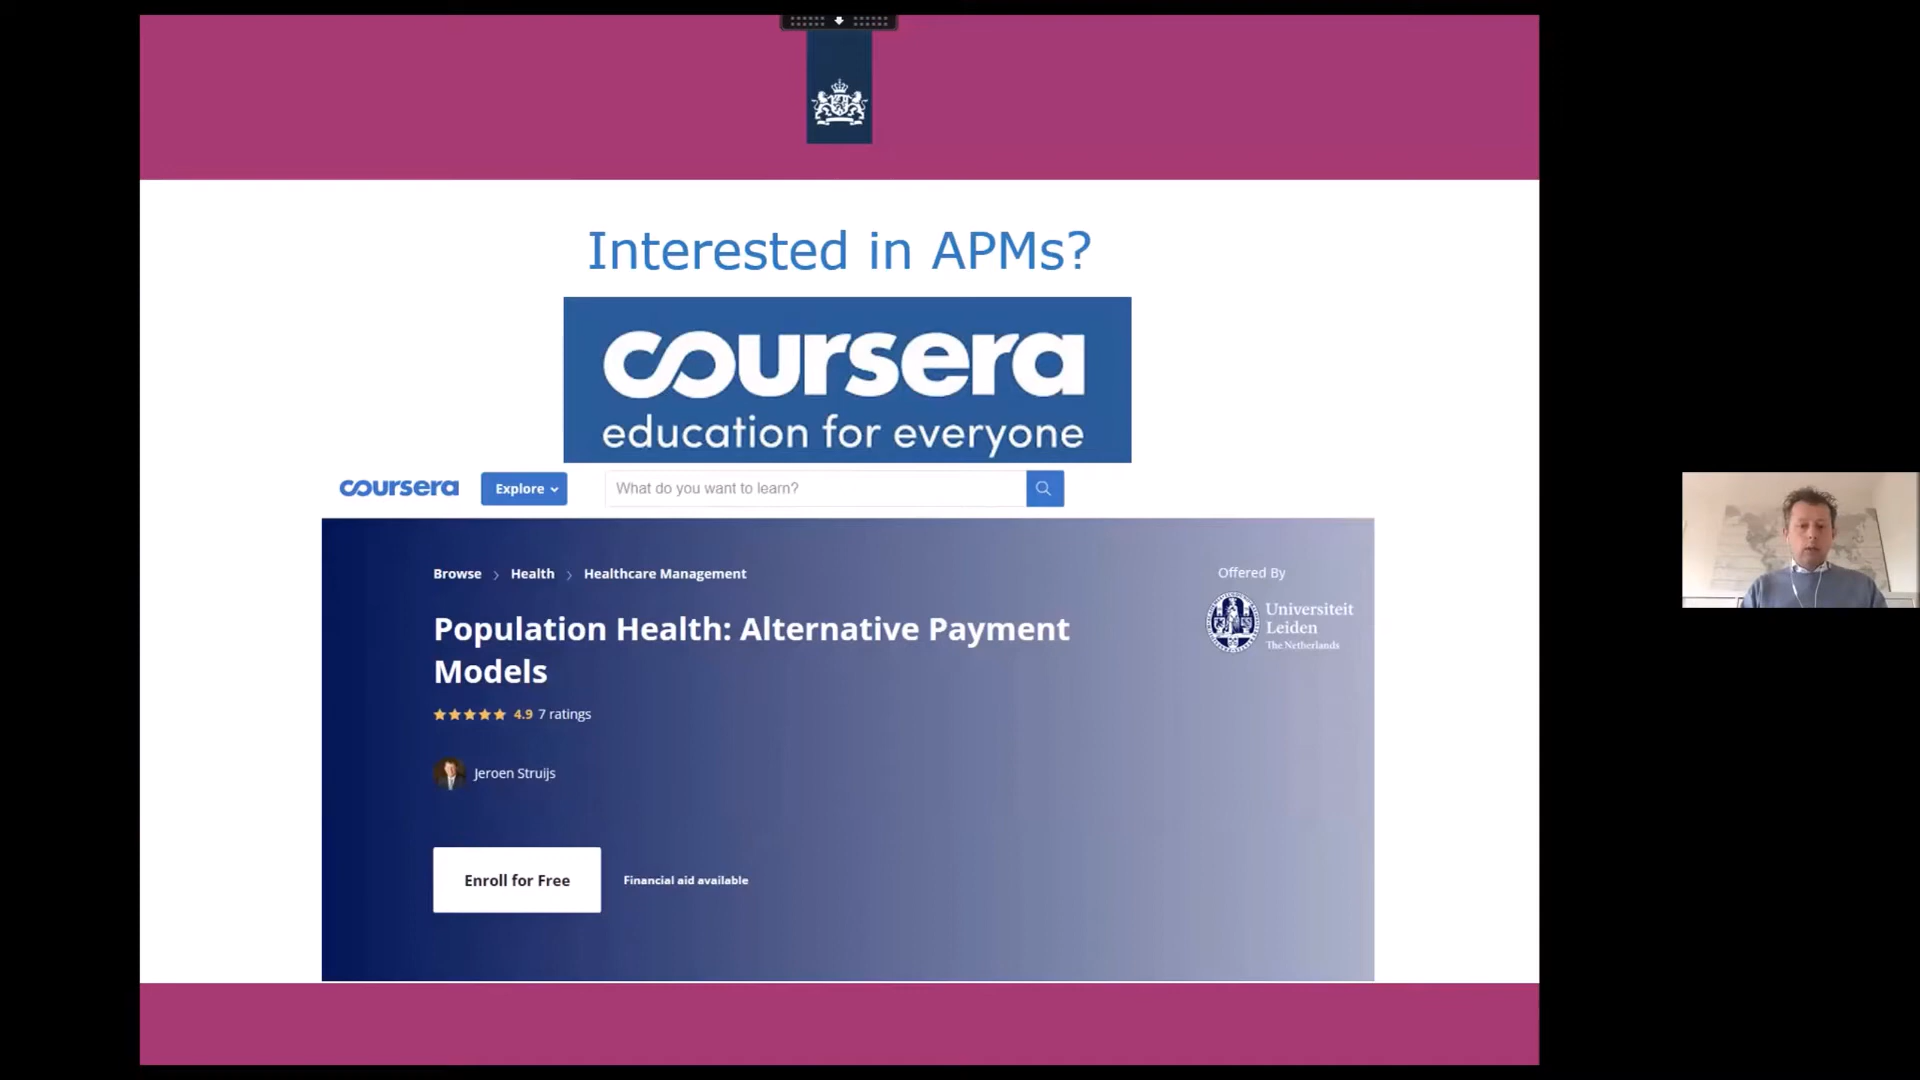 Interested in APMs?
coursera
education for everyone
coursera
Explore
What do you want to learn?
Browse > Health > Healthcare Management
Offered By
Universiteit
Leiden
The Netherlands
Population Health: Alternative Payment
Models
4.9 7 ratings
Jeroen Struijs
Enroll for Free
Financial aid available